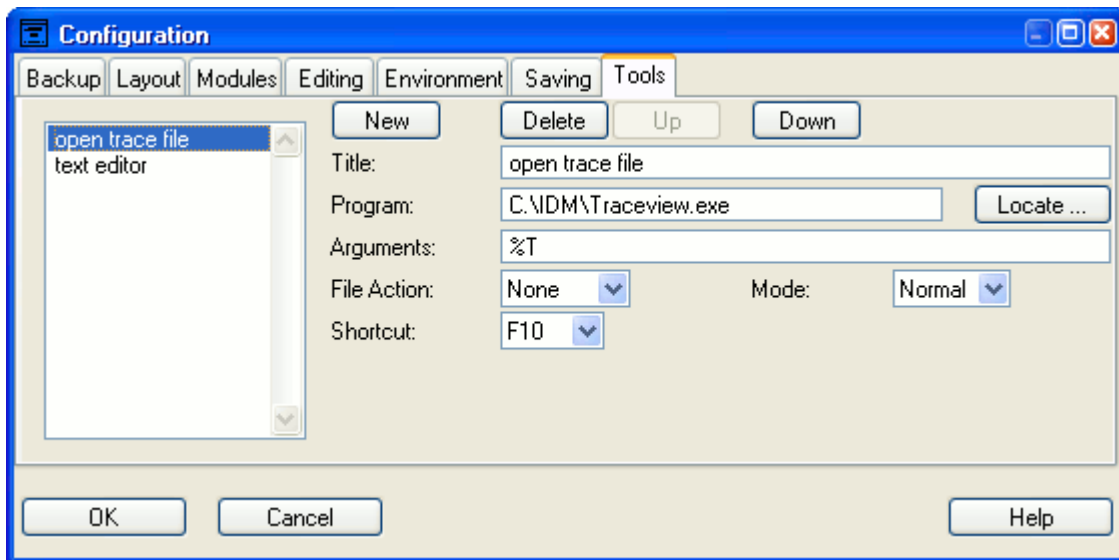 Configuration
Backup Layout Modules Editing Environment Saving Tools
New Delete Up Down
open trace file
text editor
Title: open trace file
Program: C:\IDM\Traceview.exe Locate ...
Arguments: %T
File Action: None Mode: Normal
Shortcut: F10
OK Cancel Help